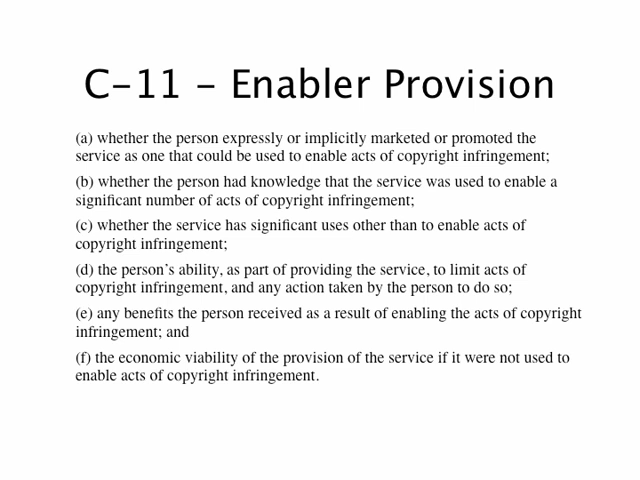 C-11 – Enabler Provision
(a) whether the person expressly or implicitly marketed or promoted the
service as one that could be used to enable acts of copyright infringement;
(b) whether the person had knowledge that the service was used to enable a
significant number of acts of copyright infringement;
(c) whether the service has significant uses other than to enable acts of
copyright infringement;
(d) the person’s ability, as part of providing the service, to limit acts of
copyright infringement, and any action taken by the person to do so;
(e) any benefits the person received as a result of enabling the acts of copyright
infringement; and
(f) the economic viability of the provision of the service if it were not used to
enable acts of copyright infringement.